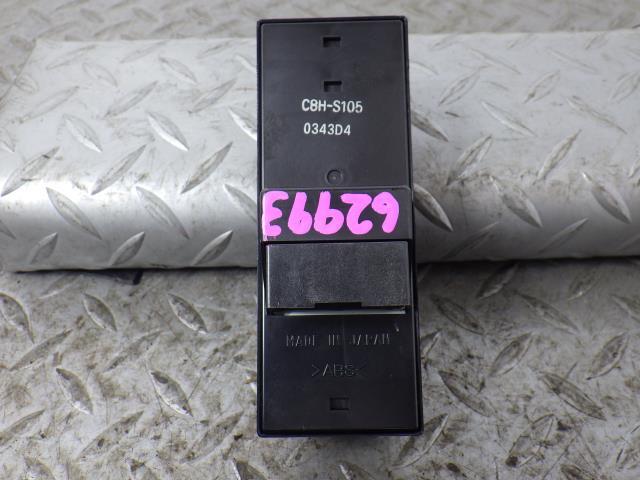 C8H-S105
0343D4
62993
MADE IN JAPAN
>ABS<